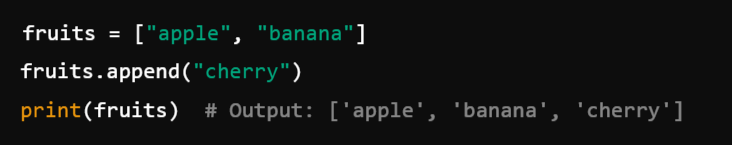 fruits = ["apple", "banana"]
fruits.append("cherry")
print(fruits)  # Output: ['apple', 'banana', 'cherry']